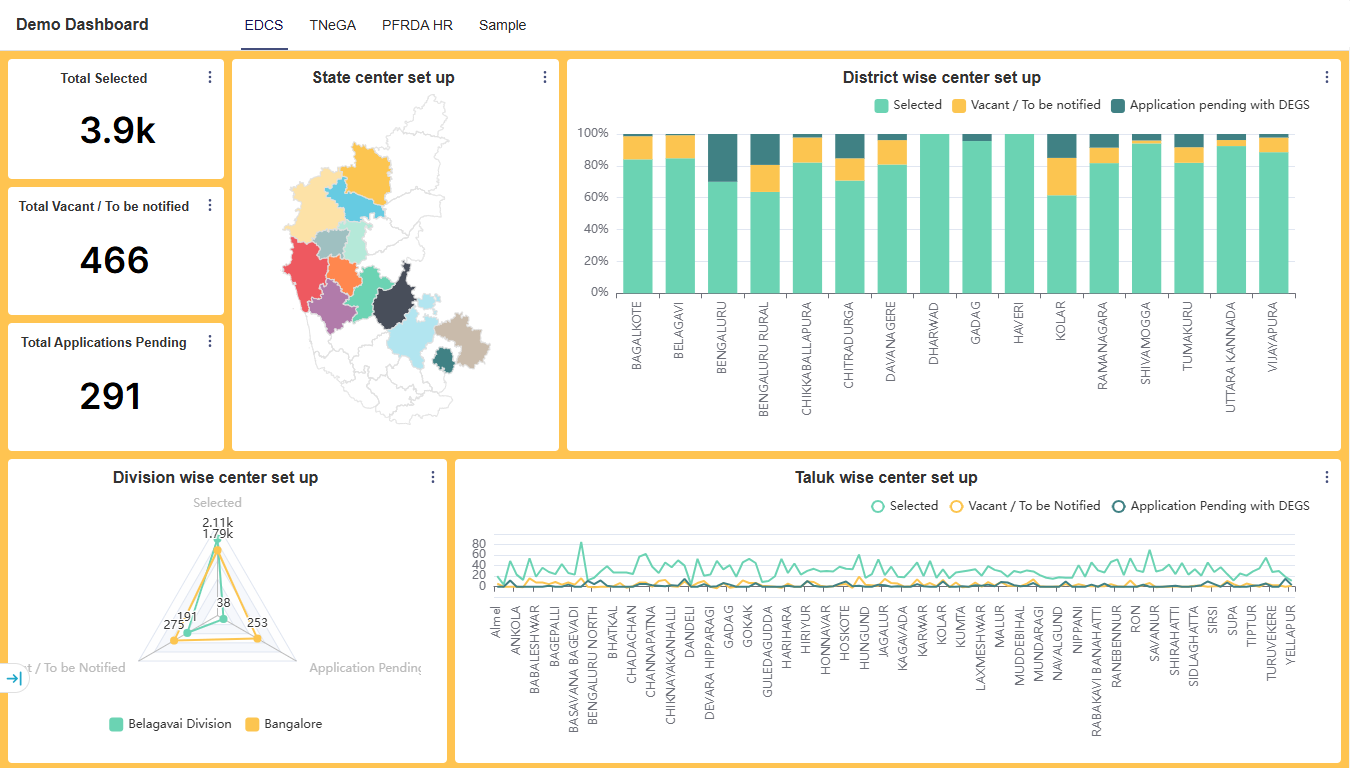 Demo Dashboard
EDCS TNeGA PFRDA HR Sample
Total Selected
3.9k
Total Vacant / To be notified
466
Total Applications Pending
291
State center set up
District wise center set up
Selected Vacant / To be notified Application pending with DEGS
100%
80%
60%
40%
20%
0%
BAGALKOTE
BELAGAVI
BENGALURU
BENGALURU RURAL
CHIKKABALLAPURA
CHITRADURGA
DAVANAGERE
DHARWAD
GADAG
HAVERI
KOLAR
RAMANAGARA
SHIVAMOGGA
TUMAKURU
UTTARA KANNADA
VIJAYAPURA
Division wise center set up
Selected
2.11k
1.79k
38
191
275
253
t / To be Notified
Application Pending
Belagavai Division Bangalore
Taluk wise center set up
Selected Vacant / To be Notified Application Pending with DEGS
80
60
40
20
0
Almel
ANKOLA
BABALESHWAR
BAGEPALLI
BASAVANA BAGEVADI
BENGALURU NORTH
BHATKAL
CHADACHAN
CHANNAPATNA
CHIKNAYAKANHALLI
DANDELI
DEVARA HIPPARAGI
GADAG
GOKAK
GULEDAGUDDA
HARIHARA
HIRIYUR
HONNAVAR
HOSKOTE
HUNGUND
JAGALUR
KAGAVADA
KARWAR
KOLAR
KUMTA
LAXMESHWAR
MALUR
MUDDEBIHAL
MUNDARAGI
NAVALGUND
NIPPANI
RABAKAVI BANAHATTI
RANEBENNUR
RON
SAVANUR
SHIRAHATTI
SIDLAGHATTA
SIRSI
SUPA
TIPTUR
TURUVEKERE
YELLAPUR